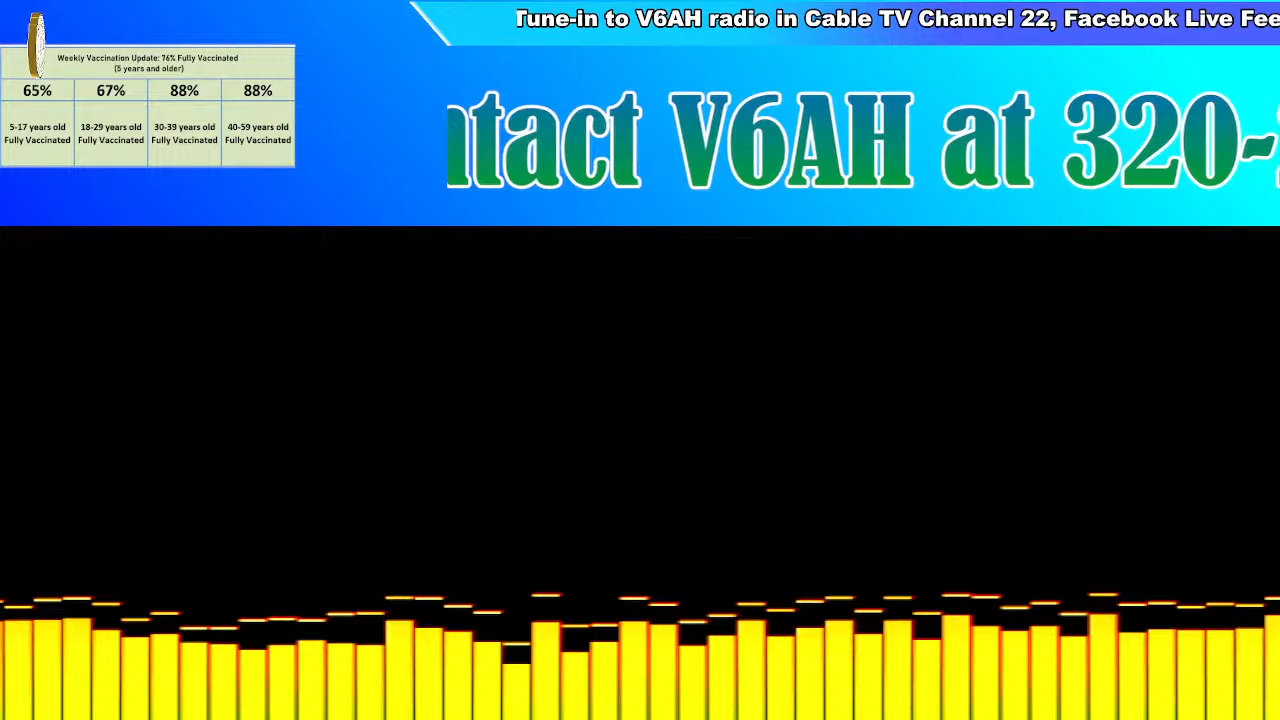 Tune-in to V6AH radio in Cable TV Channel 22, Facebook Live Fee
Weekly Vaccination Update: 76% Fully Vaccinated
(5 years and older)
65% 67% 88% 88%
5-17 years old 18-29 years old 30-39 years old 40-59 years old
Fully Vaccinated Fully Vaccinated Fully Vaccinated Fully Vaccinated
ntact V6AH at 320-